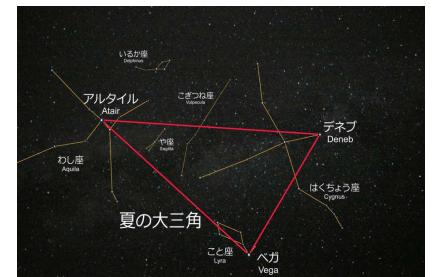 いるか座
Delphinus
アルタイル
Atair
こぎつね座
Vulpecula
や座
Sagitta
デネブ
Deneb
わし座
Aquila
はくちょう座
Cygnus
夏の大三角
こと座
Lyra
ベガ
Vega